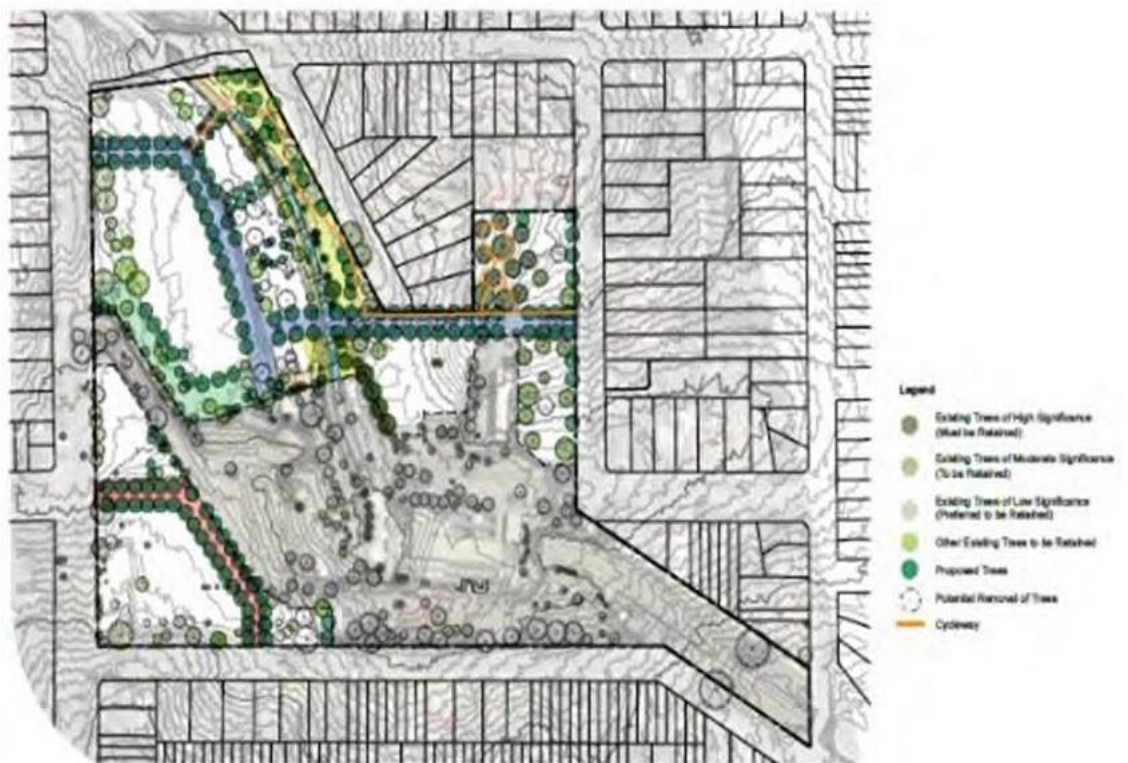 Legend
Existing Trees of High Significance
(Must be Retained)
Existing Trees of Moderate Significance
(To be Retained)
Existing Trees of Low Significance
(Preferred to be Retained)
Other Existing Trees to be Retained
Proposed Trees
Potential Removal of Trees
Cycleway